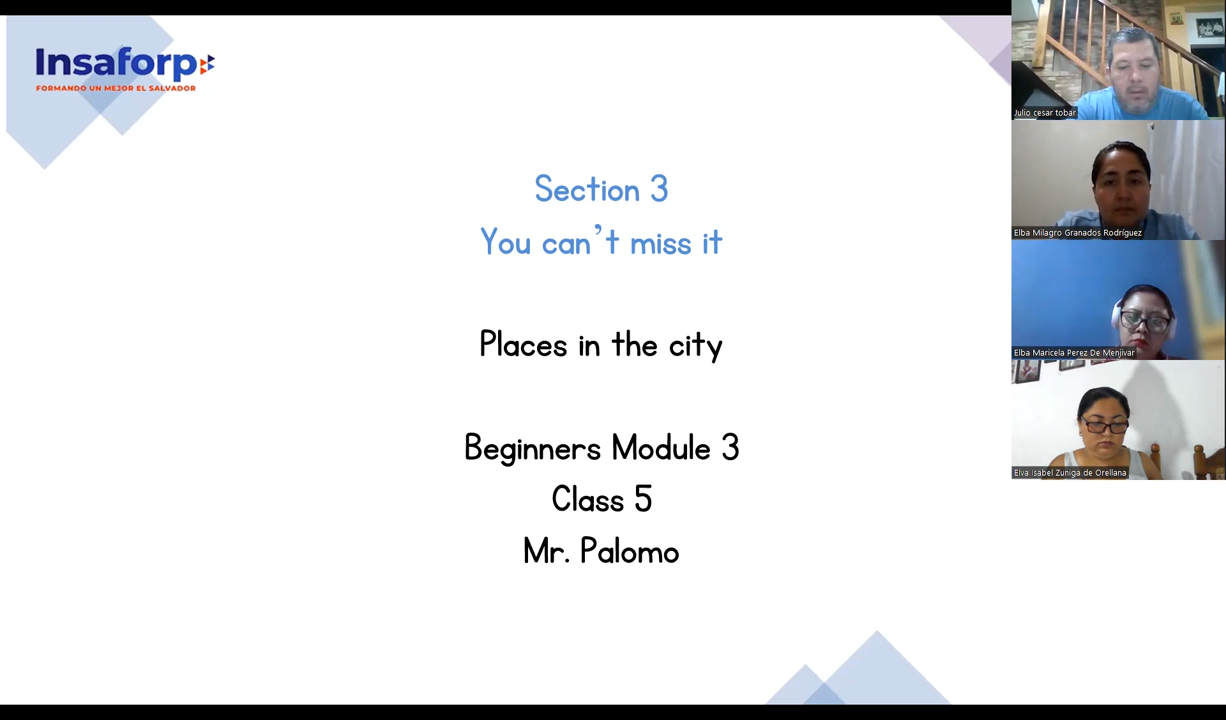 Insaforp
FORMANDO UN MEJOR EL SALVADOR
Section 3
You can't miss it
Places in the city
Beginners Module 3
Class 5
Mr. Palomo
Julio cesar tobar
Elba Milagro Granados Rodríguez
Elba Maricela Perez De Menjivar
Elva Isabel Zuniga de Orellana